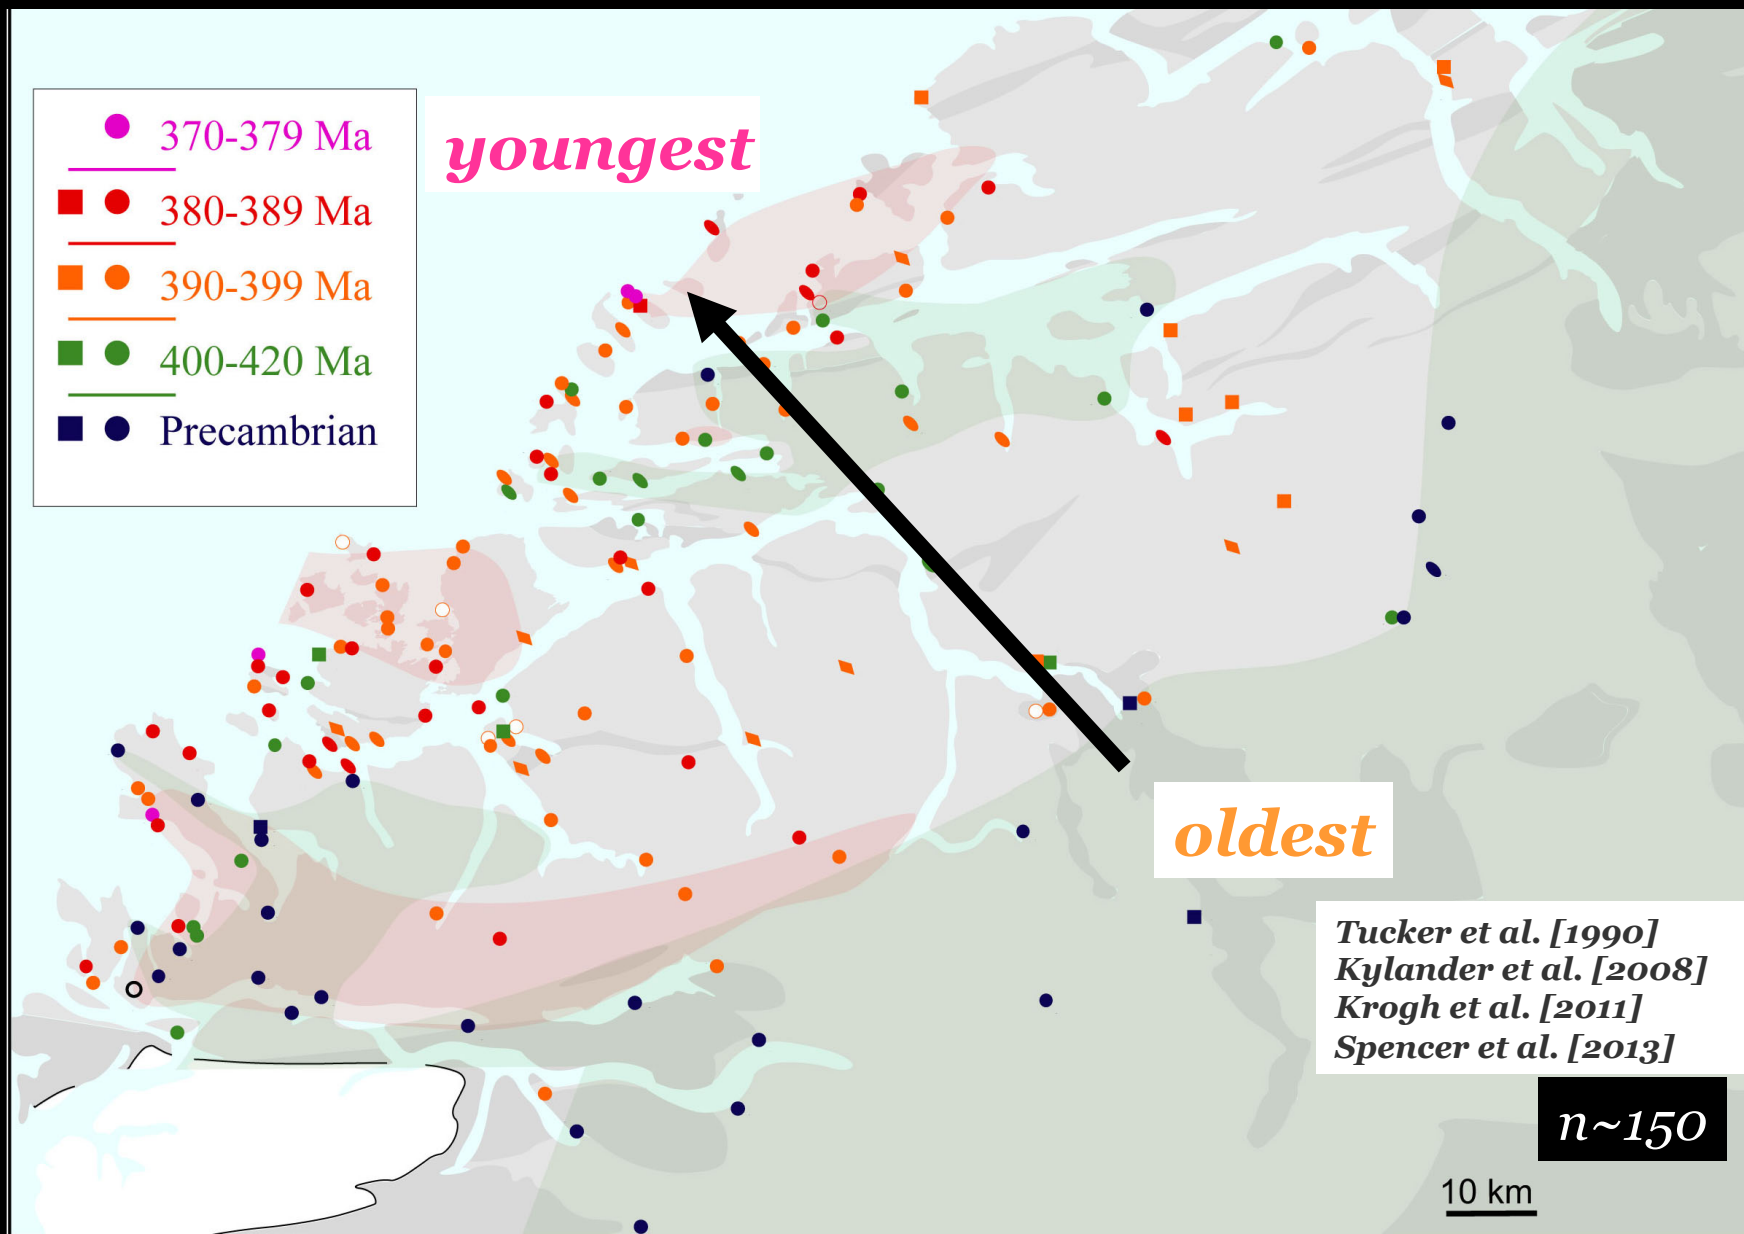 370-379 Ma
380-389 Ma
390-399 Ma
400-420 Ma
Precambrian
youngest
oldest
Tucker et al. [1990]
Kylander et al. [2008]
Krogh et al. [2011]
Spencer et al. [2013]
n~150
10 km